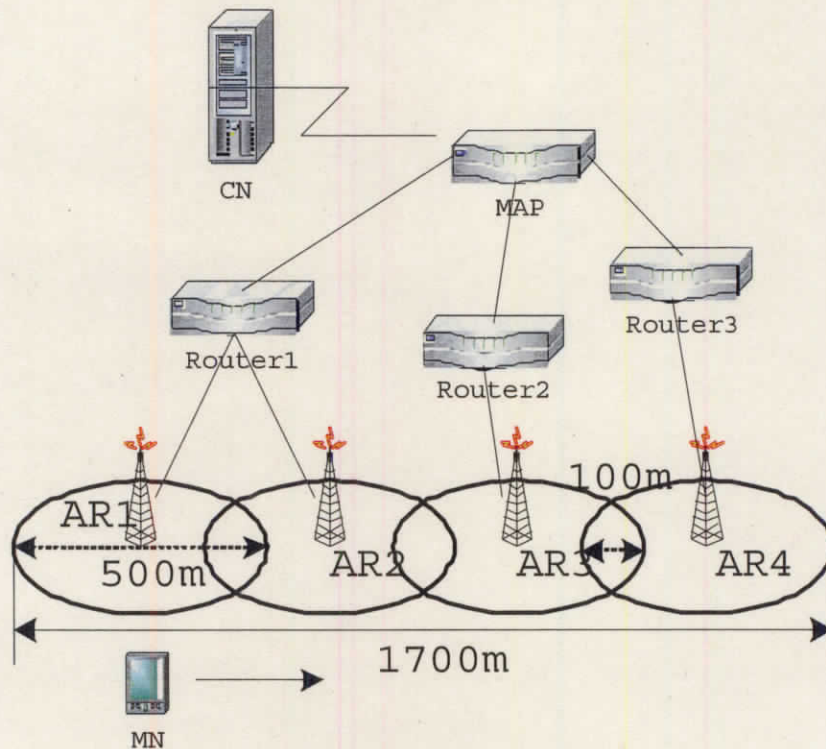 CN
MAP
Router3
Router1
Router2
100m
AR1
AR2
AR3
AR4
500m
1700m
MN